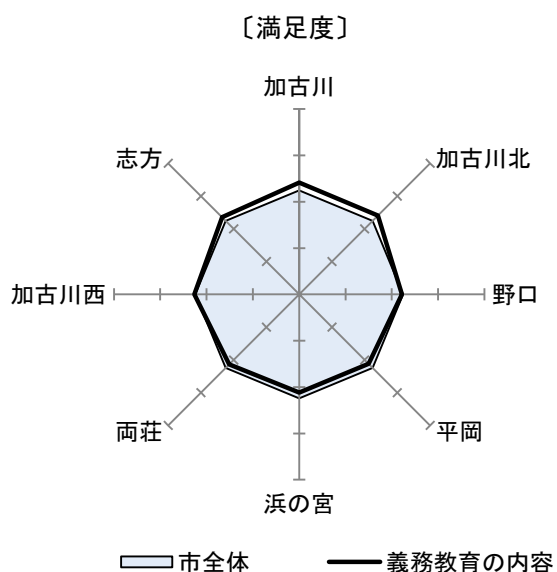 〔満足度〕
加古川
志方
加古川北
加古川西
野口
両荘
平岡
浜の宮
市全体
義務教育の内容